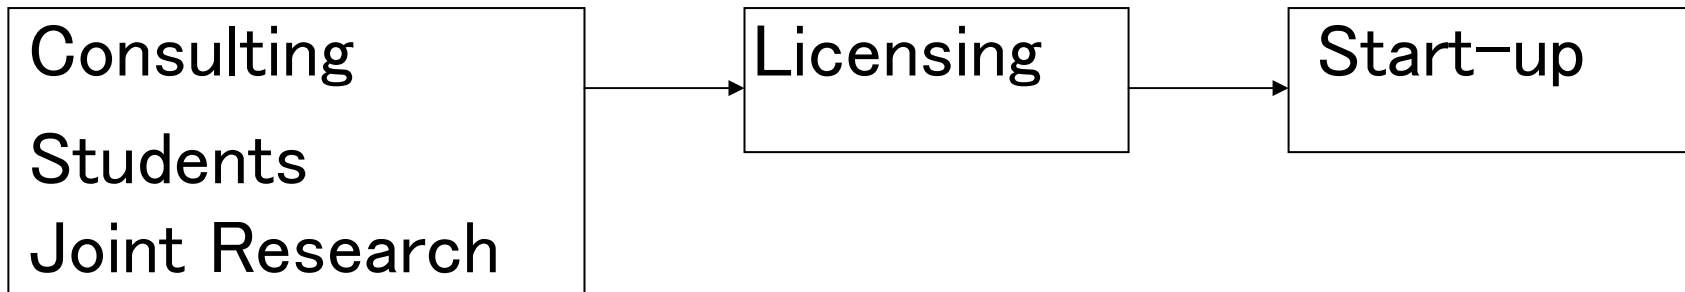 Consulting
Students
Joint Research
Licensing
Start-up